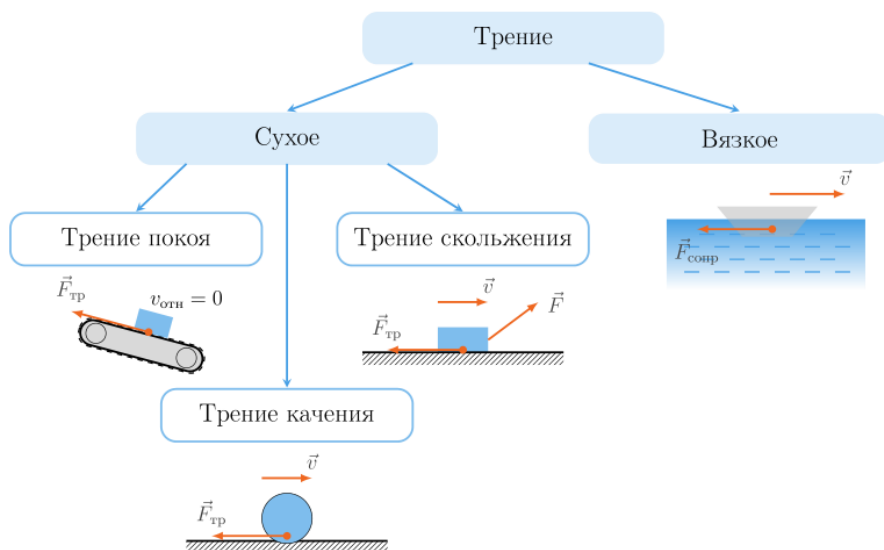 Трение
Сухое
Вязкое
v⃗
F⃗сопр
Трение покоя
Трение скольжения
F⃗тр
vотн = 0
v⃗
F⃗
F⃗тр
Трение качения
v⃗
F⃗тр